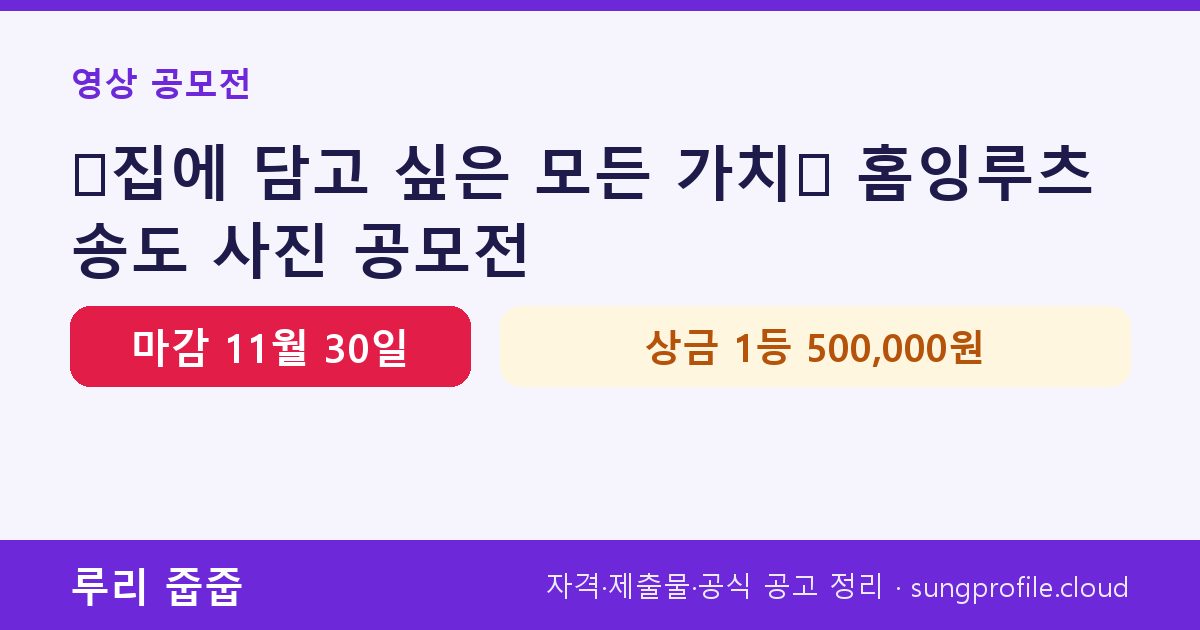 영상 공모전
▯집에 담고 싶은 모든 가치▯ 홈잉루츠
송도 사진 공모전
마감 11월 30일
상금 1등 500,000원
루리 줍줍
자격·제출물·공식 공고 정리 · sungprofile.cloud